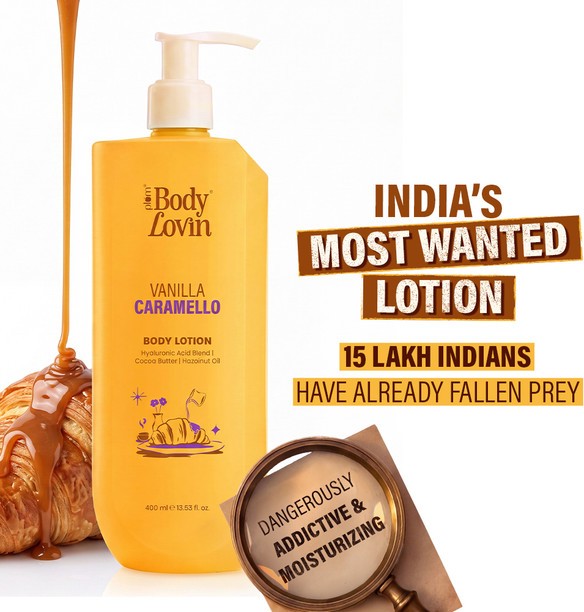 plum®
Body
Lovin®
VANILLA
CARAMELLO
BODY LOTION
Hyaluronic Acid Blend |
Cocoa Butter | Hazelnut Oil
400 ml ℮ 13.53 fl. oz.
INDIA'S
MOST WANTED
LOTION
15 LAKH INDIANS
HAVE ALREADY FALLEN PREY
DANGEROUSLY
ADDICTIVE &
MOISTURIZING